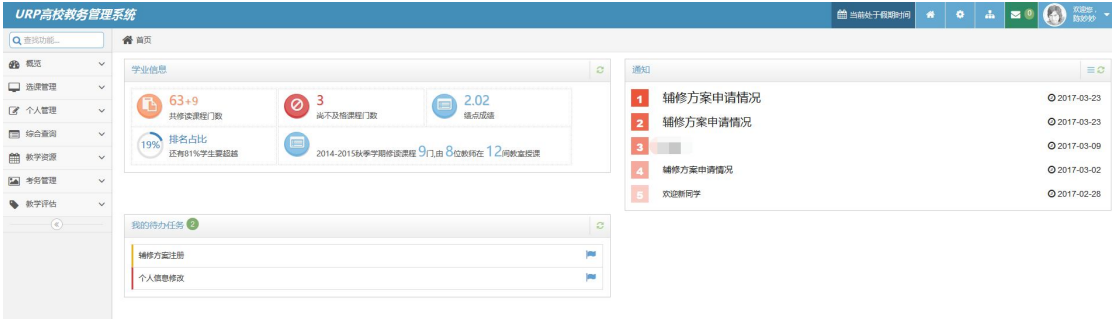 URP高校教务管理系统
当前处于假期时间
0
欢迎您,
陈妙妙
查找功能...
首页
概览
选课管理
个人管理
综合查询
教学资源
考务管理
教学评估
学业信息
63+9
共修读课程门数
3
尚不及格课程门数
2.02
绩点成绩
19%
排名占比
还有81%学生要超越
2014-2015秋季学期修读课程 9门,由 8位教师在 12间教室授课
我的待办任务 2
辅修方案注册
个人信息修改
通知
1 辅修方案申请情况 2017-03-23
2 辅修方案申请情况 2017-03-23
3 2017-03-09
4 辅修方案申请情况 2017-03-02
5 欢迎新同学 2017-02-28